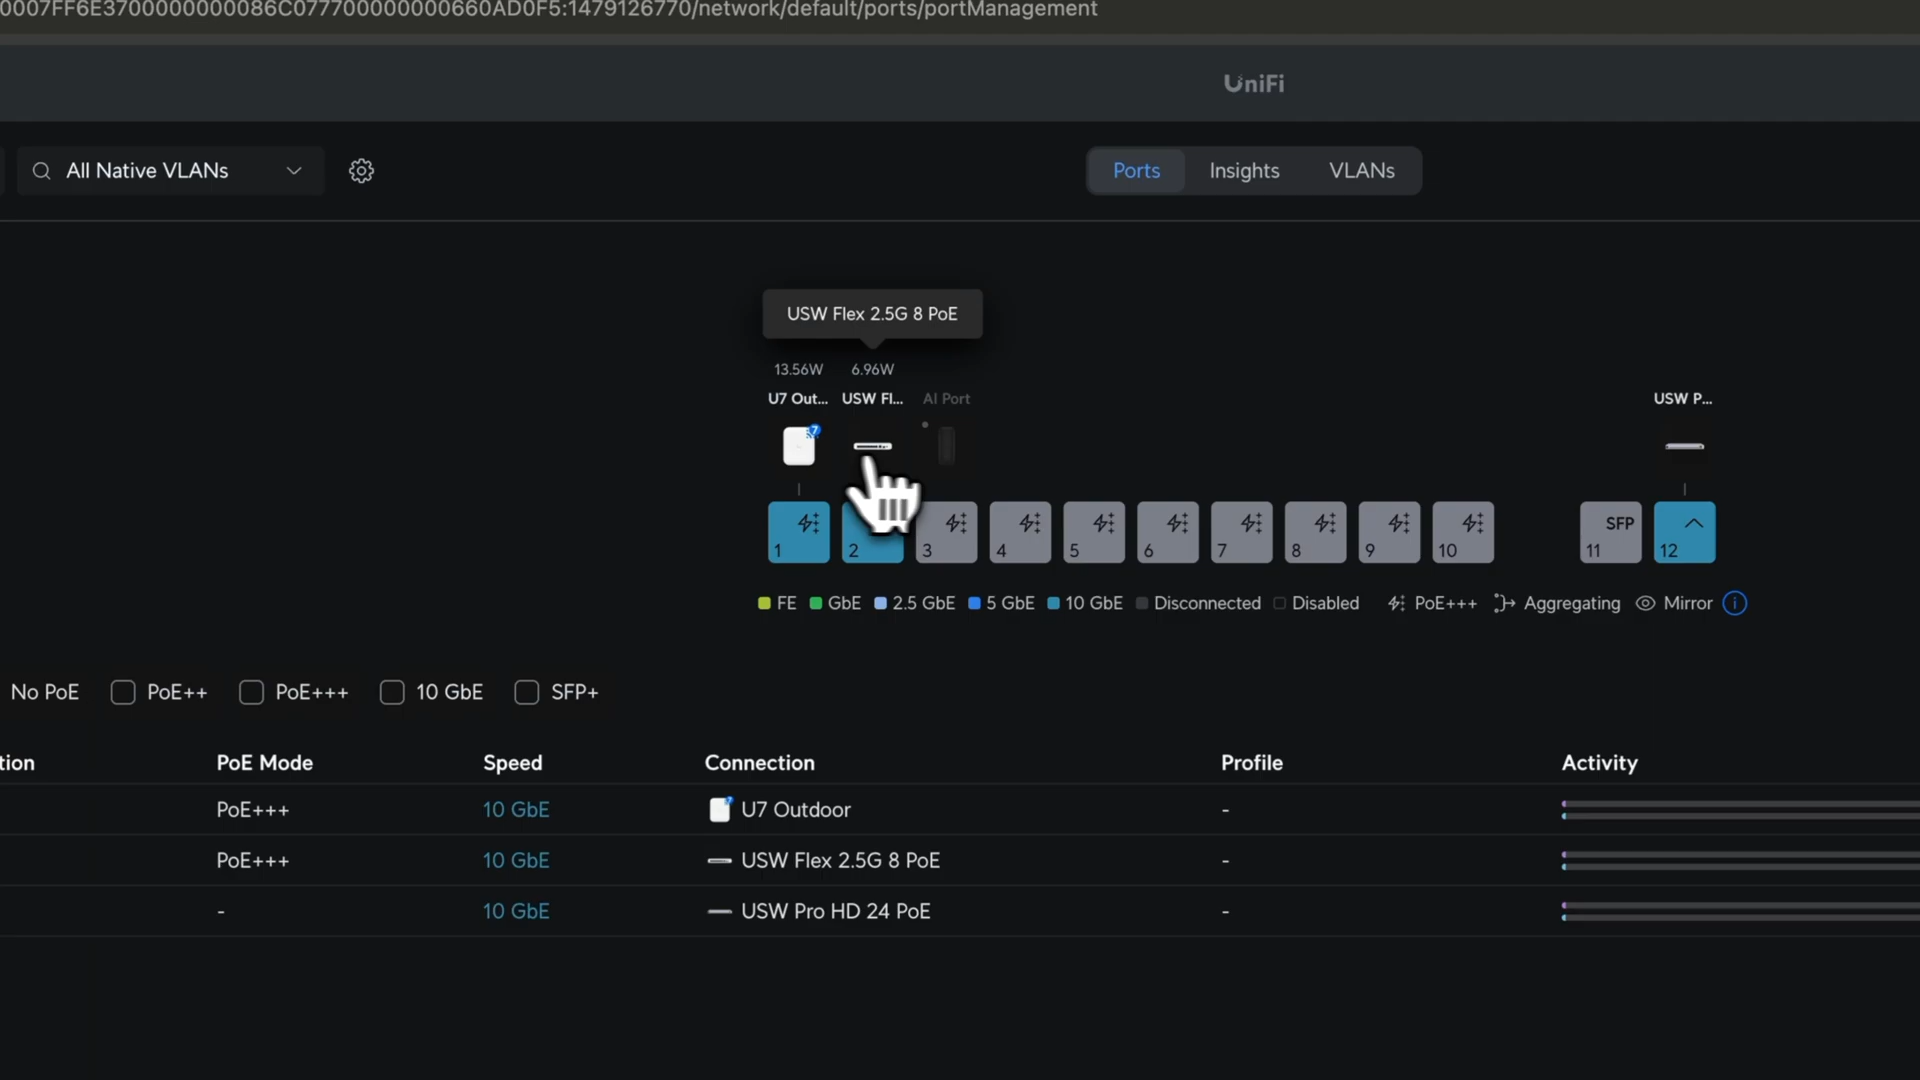 0007FF6E3700000000086C077700000000660AD0F5:1479126770/network/default/ports/portManagement
UniFi
All Native VLANs
Ports Insights VLANs
USW Flex 2.5G 8 PoE
13.56W 6.96W
U7 Out... USW Fl... AI Port USW P...
7
SFP
1 2 3 4 5 6 7 8 9 10 11 12
FE GbE 2.5 GbE 5 GbE 10 GbE Disconnected Disabled PoE+++ Aggregating Mirror
No PoE PoE++ PoE+++ 10 GbE SFP+
tion PoE Mode Speed Connection Profile Activity
PoE+++ 10 GbE U7 Outdoor -
PoE+++ 10 GbE USW Flex 2.5G 8 PoE -
- 10 GbE USW Pro HD 24 PoE -